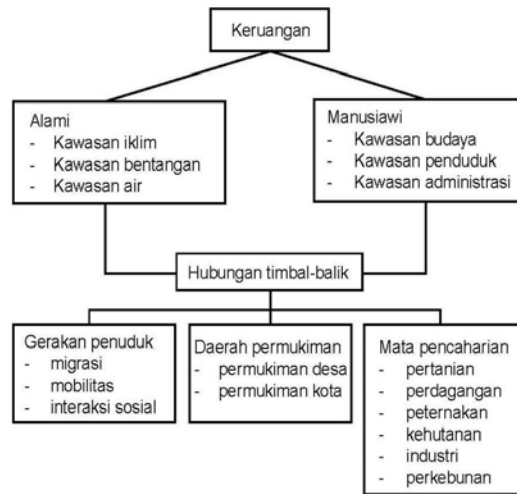 Keruangan
Alami
- Kawasan iklim
- Kawasan bentangan
- Kawasan air
Manusiawi
- Kawasan budaya
- Kawasan penduduk
- Kawasan administrasi
Hubungan timbal-balik
Gerakan penuduk
- migrasi
- mobilitas
- interaksi sosial
Daerah permukiman
- permukiman desa
- permukiman kota
Mata pencaharian
- pertanian
- perdagangan
- peternakan
- kehutanan
- industri
- perkebunan